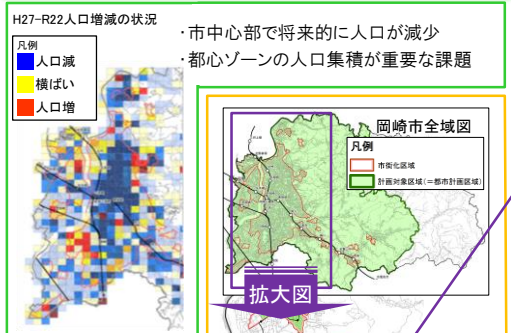 H27-R22人口増減の状況
凡例
人口減
横ばい
人口増
・市中心部で将来的に人口が減少
・都心ゾーンの人口集積が重要な課題
岡崎市全域図
凡例
市街化区域
計画対象区域(=都市計画区域)
拡大図